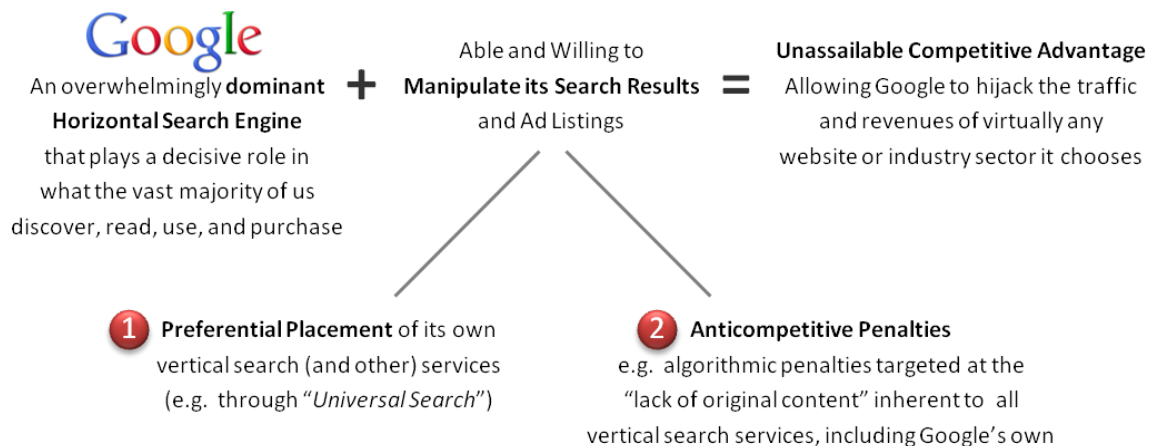 Google
An overwhelmingly dominant
Horizontal Search Engine
that plays a decisive role in
what the vast majority of us
discover, read, use, and purchase
+
Able and Willing to
Manipulate its Search Results
and Ad Listings
=
Unassailable Competitive Advantage
Allowing Google to hijack the traffic
and revenues of virtually any
website or industry sector it chooses
1 Preferential Placement of its own
vertical search (and other) services
(e.g. through “Universal Search”)
2 Anticompetitive Penalties
e.g. algorithmic penalties targeted at the
“lack of original content” inherent to all
vertical search services, including Google’s own